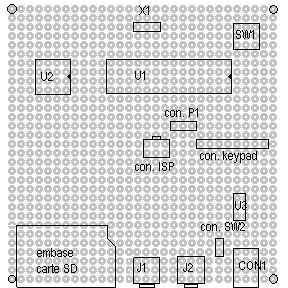 X1
SW1
U2
U1
con. P1
con. ISP
con. keypad
U3
con. SW2
embase
carte SD
J1
J2
CON1